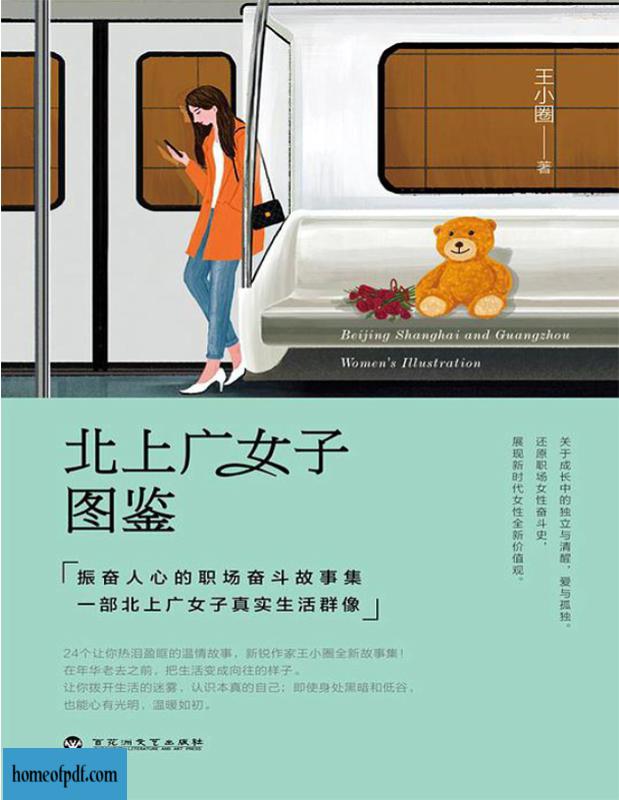 王小圈——著
Beijing Shanghai and Guangzhou
Women's Illustration
北上广女子
图鉴
关于成长中的独立与清醒，爱与孤独。
还原职场女性奋斗史，
展现新时代女性全新价值观。
「振奋人心的职场奋斗故事集
一部北上广女子真实生活群像」
24个让你热泪盈眶的温情故事，新锐作家王小圈全新故事集！
在年华老去之前，把生活变成向往的样子。
让你拨开生活的迷雾，认识本真的自己；即使身处黑暗和低谷，
也能心有光明，温暖如初。
百花洲文艺出版社
LITERATURE AND ART PRESS
homeofpdf.com